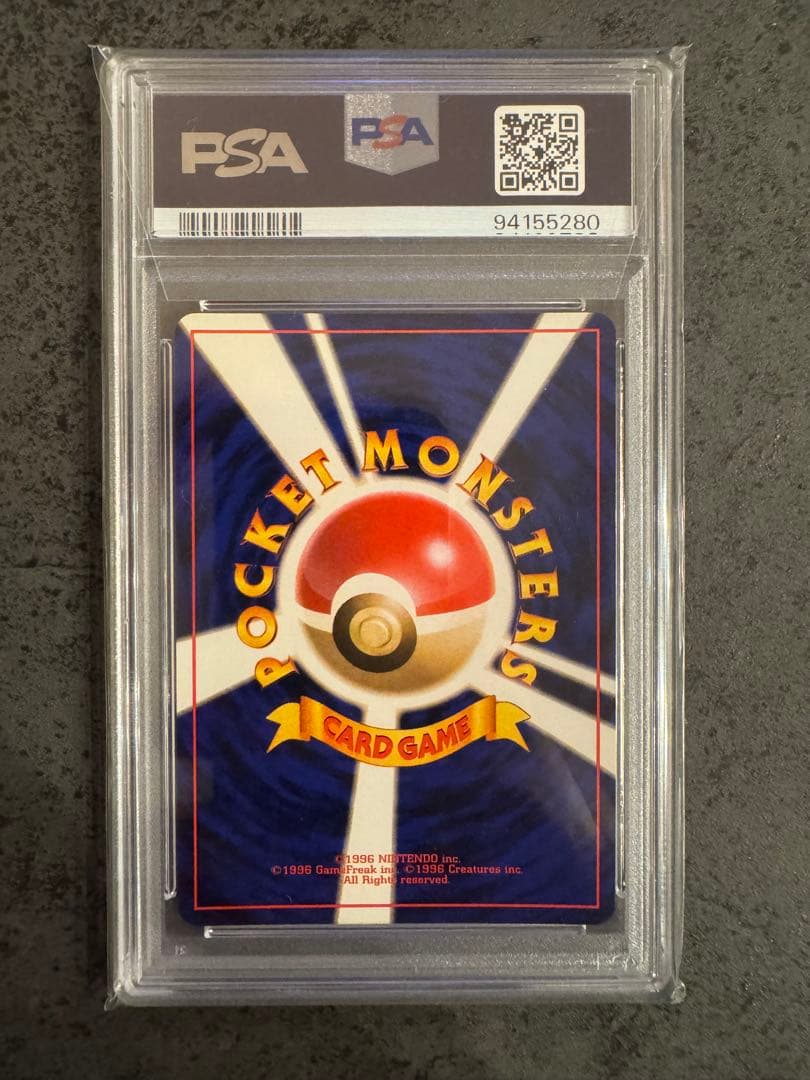 PSA
PSA
94155280
POCKET MONSTERS
CARD GAME
©1996 NINTENDO inc.
©1996 GameFreak inc. ©1996 Creatures inc.
All Rights reserved.